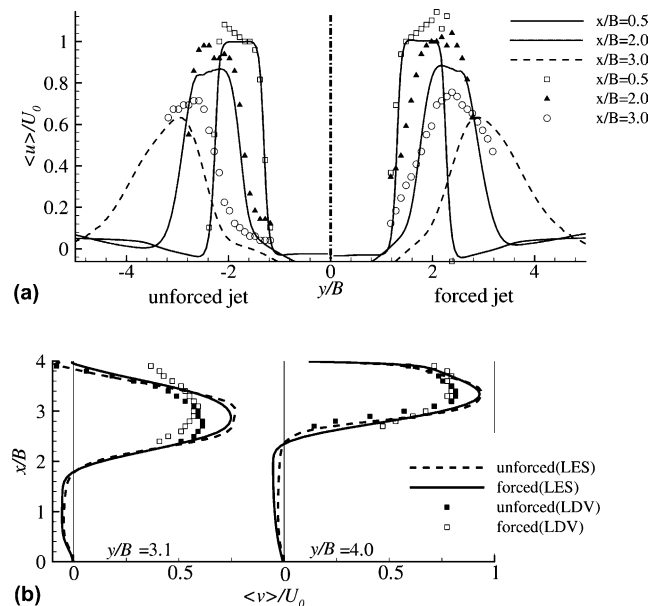 <u>/U0
1
0.8
0.6
0.4
0.2
0
-4
-2
0
2
4
y/B
unforced jet
forced jet
x/B=0.5
x/B=2.0
x/B=3.0
x/B=0.5
x/B=2.0
x/B=3.0
(a)
x/B
4
3
2
1
0
y/B =3.1
y/B=4.0
unforced(LES)
forced(LES)
unforced(LDV)
forced(LDV)
0
0.5
0
0.5
1
<v>/U0
(b)